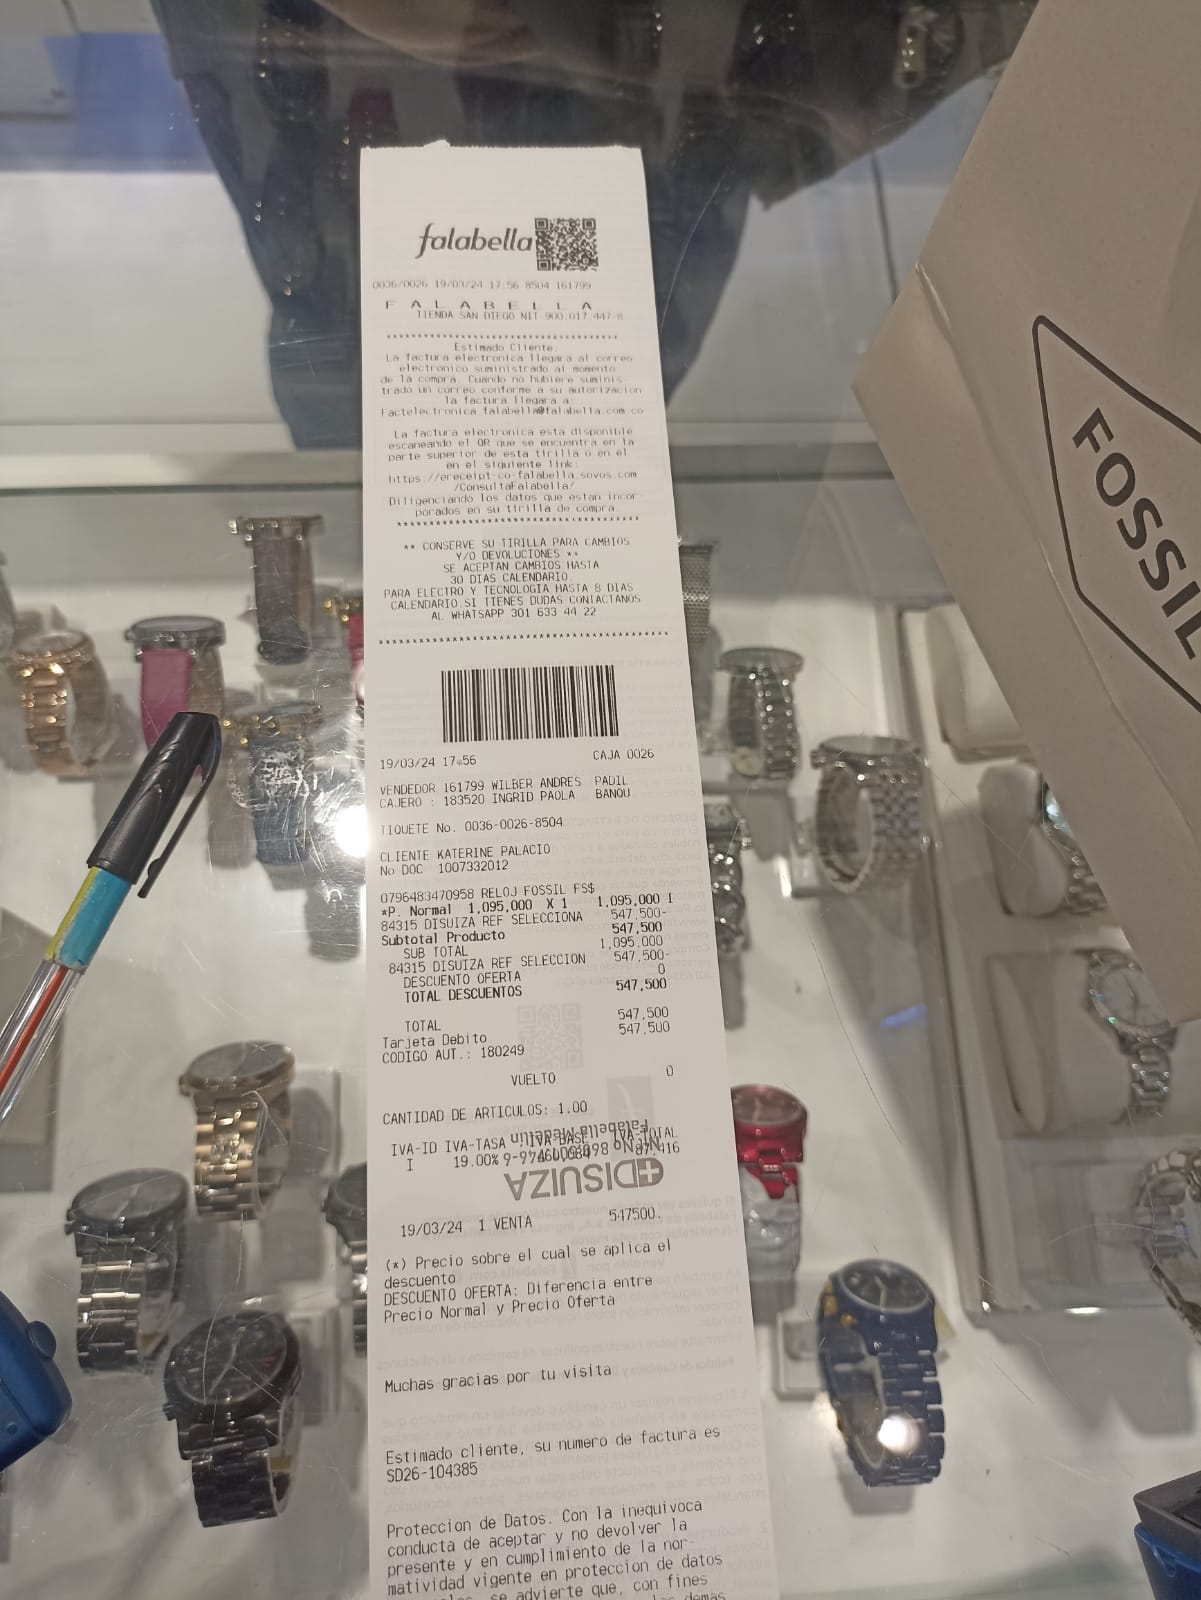 falabella
0036/0026 19/03/24 17:56 8504 161799
F A L A B E L L A
TIENDA SAN DIEGO NIT 900.017.447-8
Estimado Cliente:
La factura electronica llegara al correo
electronico suministrado al momento
de la compra. Cuando no hubiere suminis-
trado un correo conforme a su autorizacion
la factura llegara a:
Factelectronica_falabella@falabella.com.co
La factura electronica esta disponible
escaneando el QR que se encuentra en la
parte superior de esta tirilla o en el
en el siguiente link:
https://ereceipt-co-falabella.sovos.com
/ConsultaFalabella/
Diligenciando los datos que estan incor-
porados en su tirilla de compra.
** CONSERVE SU TIRILLA PARA CAMBIOS
Y/O DEVOLUCIONES **
SE ACEPTAN CAMBIOS HASTA
30 DIAS CALENDARIO.
PARA ELECTRO Y TECNOLOGIA HASTA 8 DIAS
CALENDARIO.SI TIENES DUDAS CONTACTANOS
AL WHATSAPP 301 633 44 22
19/03/24 17:56 CAJA 0026
VENDEDOR 161799 WILBER ANDRES PADIL
CAJERO : 183520 INGRID PAOLA BANQU
TIQUETE No. 0036-0026-8504
CLIENTE KATERINE PALACIO
No DOC 1007332012
0796483470958 RELOJ FOSSIL FS$
*P. Normal 1,095,000 X 1 1,095,000 I
84315 DISUIZA REF SELECCIONA 547,500-
Subtotal Producto 547,500
SUB TOTAL 1,095,000
84315 DISUIZA REF SELECCION 547,500-
DESCUENTO OFERTA 0
TOTAL DESCUENTOS 547,500
TOTAL 547,500
Tarjeta Debito 547,500
CODIGO AUT.: 180249
VUELTO 0
CANTIDAD DE ARTICULOS: 1.00
Falabella Medellín
IVA-ID IVA-TASA IVA-BASE IVA-TOTAL
I 19.00% 87,416
DISUIZA
19/03/24 1 VENTA 547500.
(*) Precio sobre el cual se aplica el
descuento
DESCUENTO OFERTA: Diferencia entre
Precio Normal y Precio Oferta
Muchas gracias por tu visita
Estimado cliente, su numero de factura es
SD26-104385
Proteccion de Datos. Con la inequivoca
conducta de aceptar y no devolver la
presente y en cumplimiento de la nor-
matividad vigente en proteccion de datos
se advierte que, con fines
FOSSIL